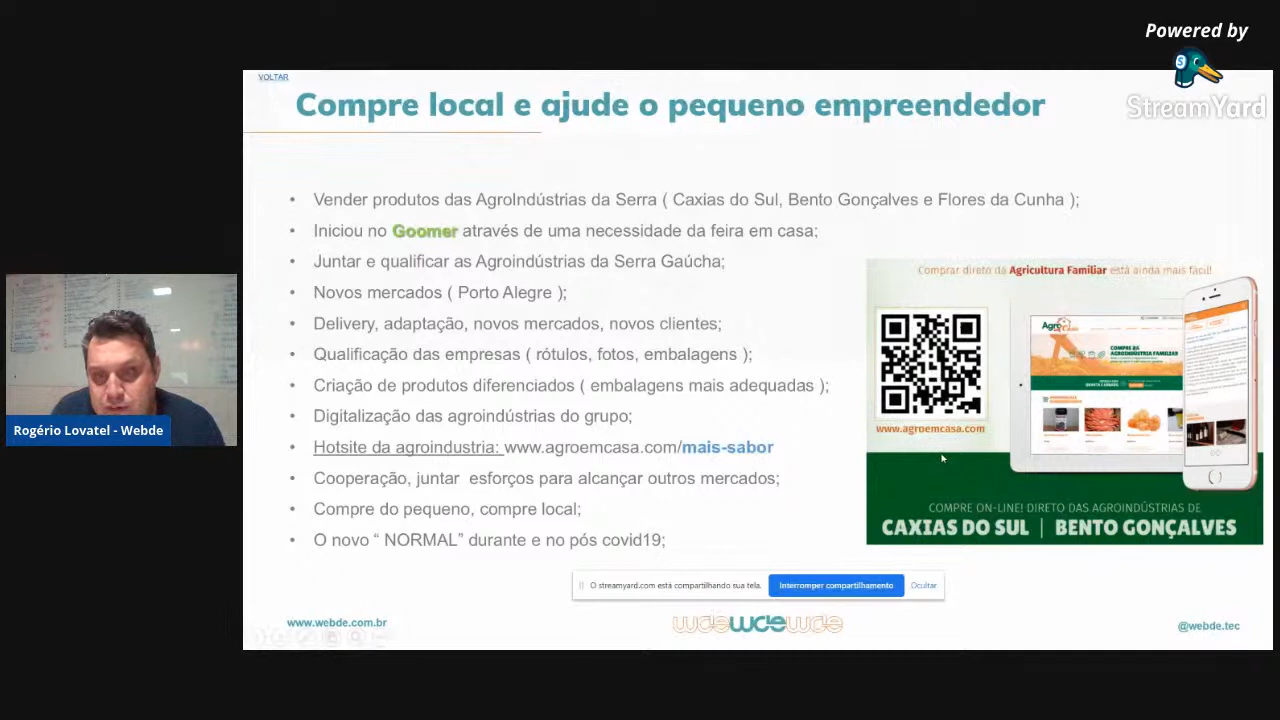 Powered by
StreamYard
VOLTAR
Compre local e ajude o pequeno empreendedor
• Vender produtos das AgroIndústrias da Serra ( Caxias do Sul, Bento Gonçalves e Flores da Cunha );
• Iniciou no Goomer através de uma necessidade da feira em casa;
• Juntar e qualificar as Agroindústrias da Serra Gaúcha;
• Novos mercados ( Porto Alegre );
• Delivery, adaptação, novos mercados, novos clientes;
• Qualificação das empresas ( rótulos, fotos, embalagens );
• Criação de produtos diferenciados ( embalagens mais adequadas );
• Digitalização das agroindústrias do grupo;
• Hotsite da agroindustria: www.agroemcasa.com/mais-sabor
• Cooperação, juntar esforços para alcançar outros mercados;
• Compre do pequeno, compre local;
• O novo “ NORMAL” durante e no pós covid19;
Comprar direto da Agricultura Familiar está ainda mais fácil!
COMPRE DA
AGROINDÚSTRIA FAMILIAR
www.agroemcasa.com
COMPRE ON-LINE! DIRETO DAS AGROINDÚSTRIAS DE
CAXIAS DO SUL | BENTO GONÇALVES
Rogério Lovatel - Webde
O streamyard.com está compartilhando sua tela.
Interromper compartilhamento
Ocultar
www.webde.com.br
wdewdewde
@webde.tec